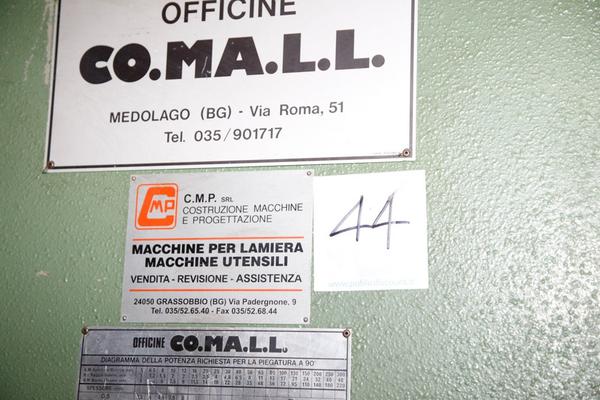 OFFICINE
CO.MA.L.L.
MEDOLAGO (BG) - Via Roma, 51
Tel. 035/901717
CMP
C.M.P. SRL
COSTRUZIONE MACCHINE
E PROGETTAZIONE
MACCHINE PER LAMIERA
MACCHINE UTENSILI
VENDITA - REVISIONE - ASSISTENZA
24050 GRASSOBBIO (BG) Via Padergnone, 9
Tel. 035/52.65.40 - Fax 035/52.68.44
44
OFFICINE CO.MA.L.L.
DIAGRAMMA DELLA POTENZA RICHIESTA PER LA PIEGATURA A 90°